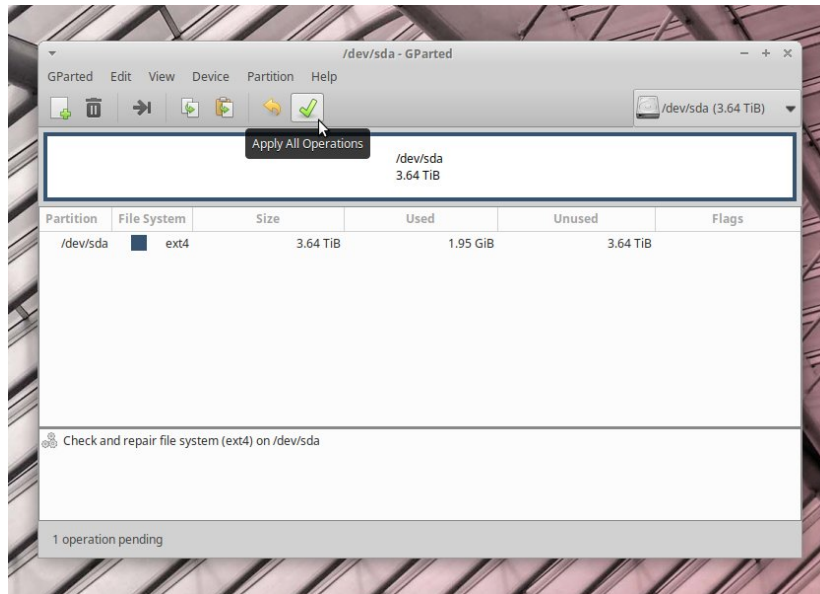 /dev/sda - GParted
GParted Edit View Device Partition Help
/dev/sda (3.64 TiB)
Apply All Operations
/dev/sda
3.64 TiB
Partition File System Size Used Unused Flags
/dev/sda ext4 3.64 TiB 1.95 GiB 3.64 TiB
Check and repair file system (ext4) on /dev/sda
1 operation pending